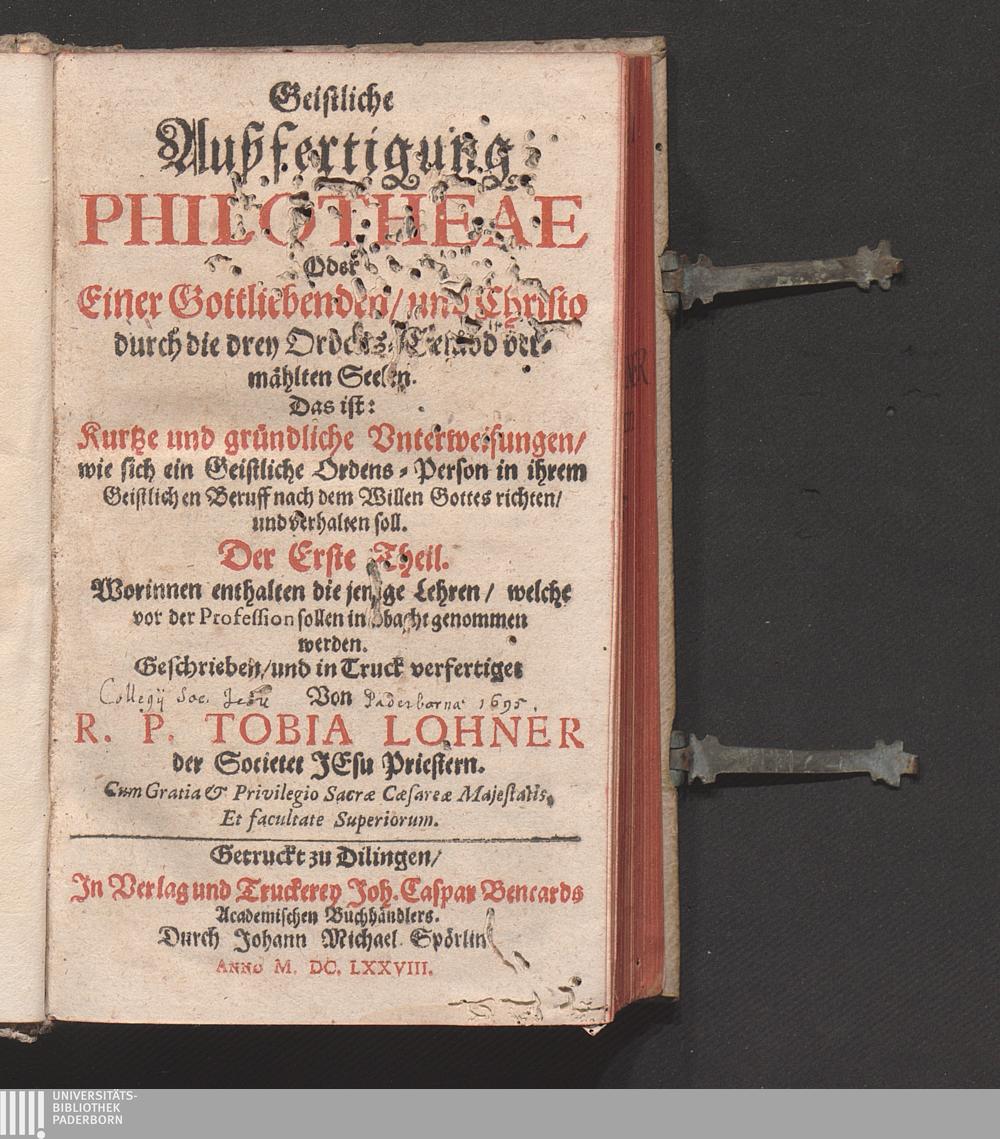 Geistliche
Außfertigung
PHILOTHEAE
Oder
Einer Gottliebenden/ und Christo
durch die drey Ordens-Gelübd ver-
mählten Seelen.
Das ist:
Kurtze und gründliche Vnterweisungen/
wie sich ein Geistliche Ordens-Person in ihrem
Geistlichen Beruff nach dem Willen Gottes richten/
und verhalten soll.
Der Erste Theil.
Worinnen enthalten die jenige Lehren/ welche
vor der Profession sollen in obacht genommen
werden.
Geschrieben/ und in Truck verfertiget
Von
Collegij Soc. Jesu Paderbornæ 1695.
R. P. TOBIA LOHNER
der Societet JEsu Priestern.
Cum Gratia & Privilegio Sacræ Cæsareæ Majestatis,
Et facultate Superiorum.
Getruckt zu Dilingen/
In Verlag und Truckerey Joh. Caspar Bencards
Academischen Buchhändlers.
Durch Johann Michael Spörlin
ANNO M. DC. LXXVIII.
UNIVERSITÄTS-
BIBLIOTHEK
PADERBORN